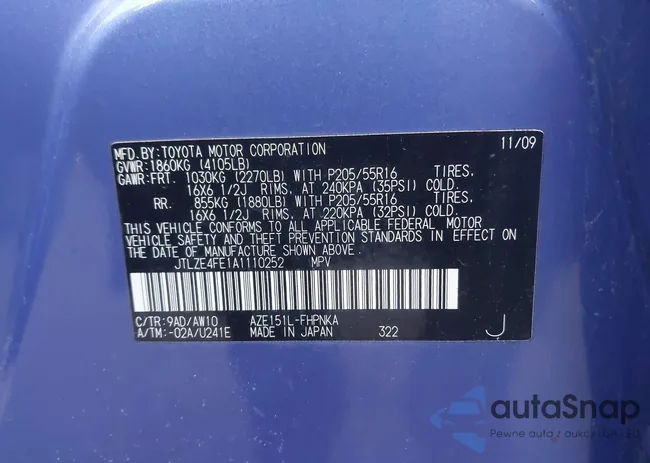 MFD.BY:TOYOTA MOTOR CORPORATION 11/09
GVWR:1860KG (4105LB)
GAWR:FRT. 1030KG (2270LB) WITH P205/55R16 TIRES.
16X6 1/2J RIMS, AT 240KPA (35PSI) COLD.
RR. 855KG (1880LB) WITH P205/55R16 TIRES.
16X6 1/2J RIMS, AT 220KPA (32PSI) COLD.
THIS VEHICLE CONFORMS TO ALL APPLICABLE FEDERAL MOTOR
VEHICLE SAFETY AND THEFT PREVENTION STANDARDS IN EFFECT ON
THE DATE OF MANUFACTURE SHOWN ABOVE.
JTLZE4FE1A1110252 MPV
C/TR:9AD/AW10 AZE151L-FHPNKA
A/TM:-02A/U241E MADE IN JAPAN 322 J
autoSnap
Pewne auta z aukcji USA